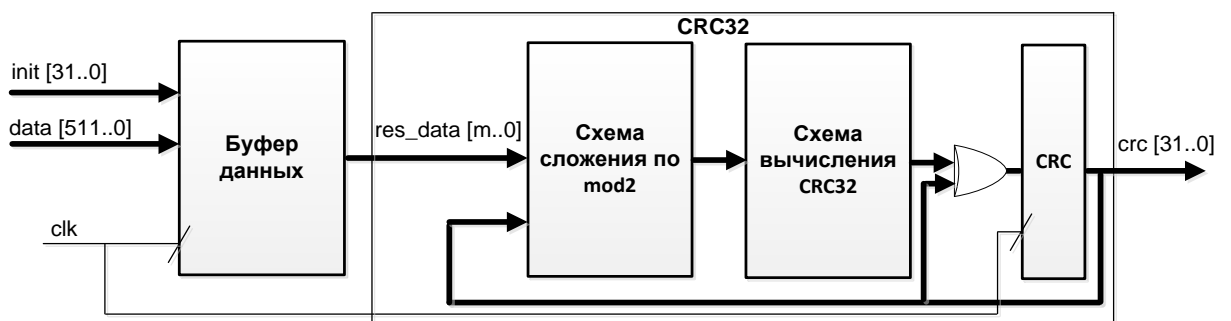 CRC32
init [31..0]
data [511..0]
clk
Буфер
данных
res_data [m..0]
Схема
сложения по
mod2
Схема
вычисления
CRC32
CRC
crc [31..0]